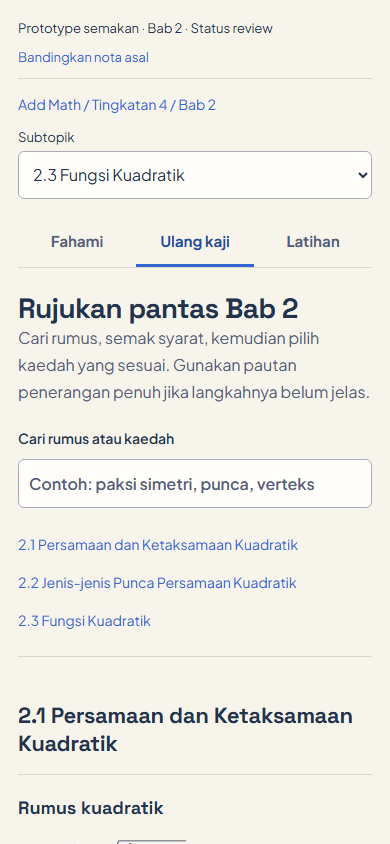 Prototype semakan · Bab 2 · Status review
Bandingkan nota asal
Add Math / Tingkatan 4 / Bab 2
Subtopik
2.3 Fungsi Kuadratik
Fahami
Ulang kaji
Latihan
Rujukan pantas Bab 2
Cari rumus, semak syarat, kemudian pilih
kaedah yang sesuai. Gunakan pautan
penerangan penuh jika langkahnya belum jelas.
Cari rumus atau kaedah
Contoh: paksi simetri, punca, verteks
2.1 Persamaan dan Ketaksamaan Kuadratik
2.2 Jenis-jenis Punca Persamaan Kuadratik
2.3 Fungsi Kuadratik
2.1 Persamaan dan Ketaksamaan
Kuadratik
Rumus kuadratik